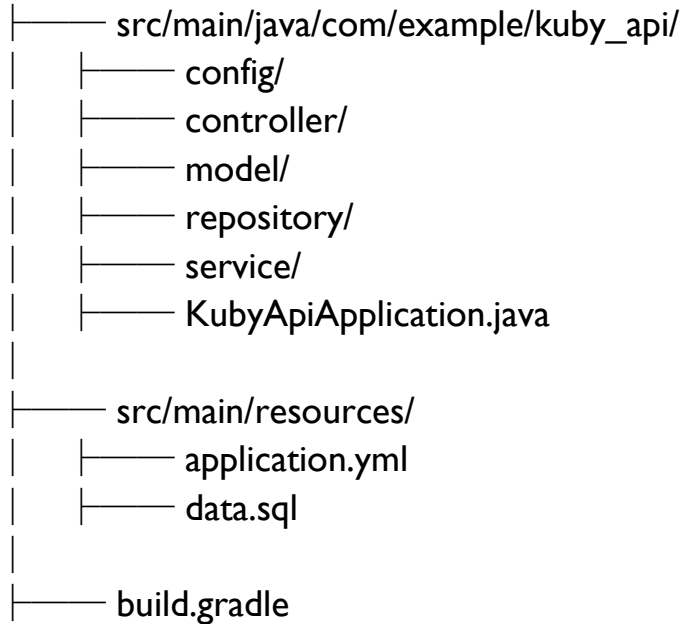 ├── src/main/java/com/example/kuby_api/
│ ├── config/
│ ├── controller/
│ ├── model/
│ ├── repository/
│ ├── service/
│ ├── KubyApiApplication.java
│
├── src/main/resources/
│ ├── application.yml
│ ├── data.sql
│
├── build.gradle